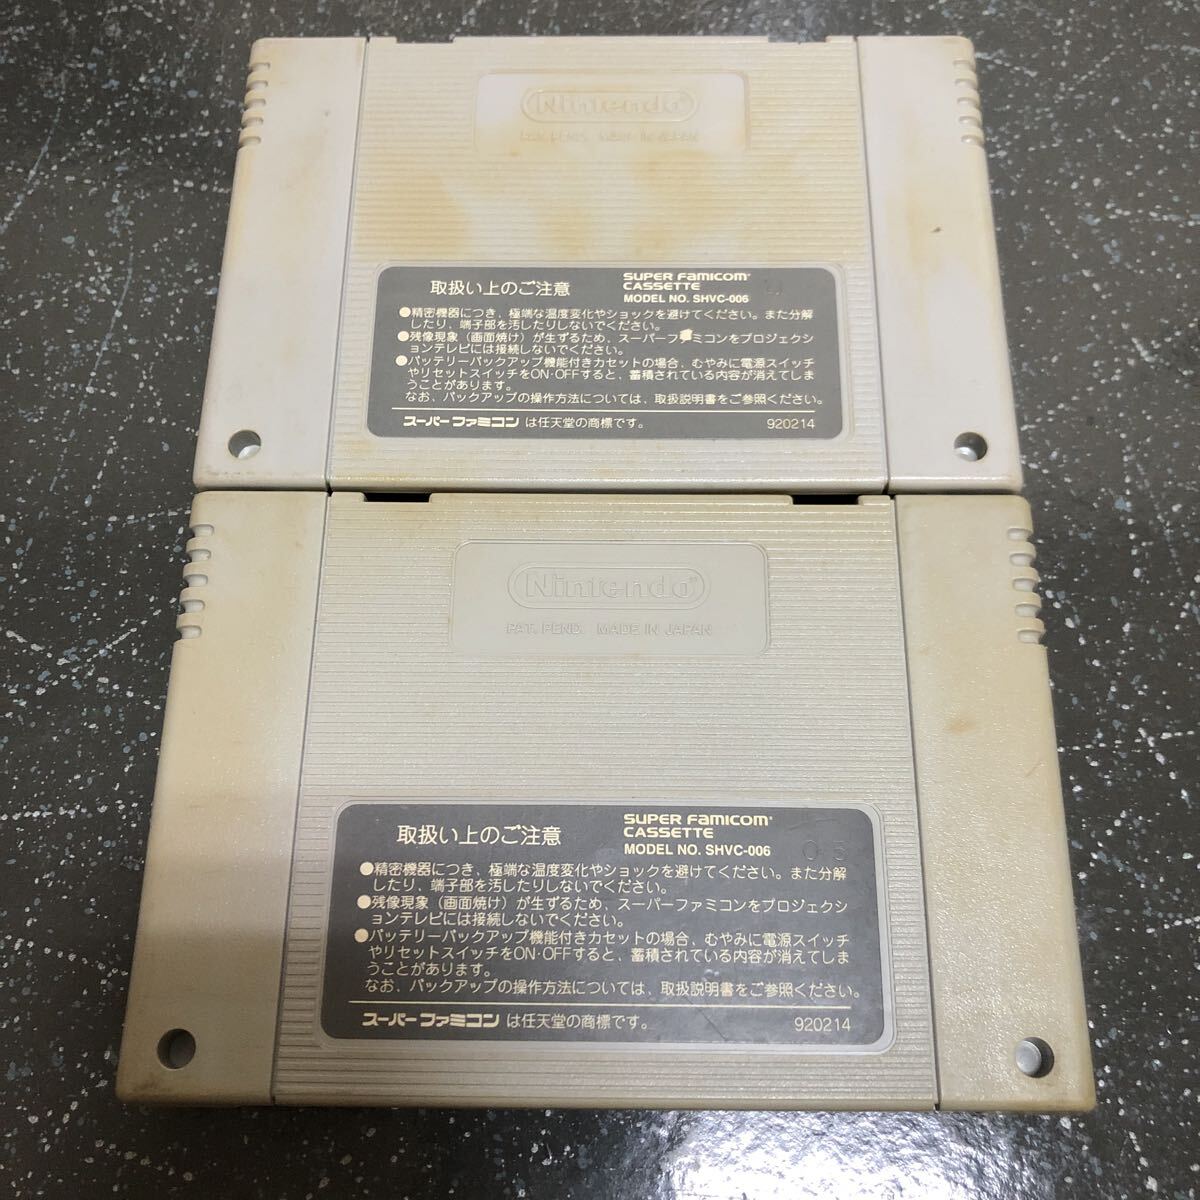 Nintendo®
PAT. PEND. MADE IN JAPAN
取扱い上のご注意
SUPER FAMICOM®
CASSETTE
MODEL NO. SHVC-006
●精密機器につき、極端な温度変化やショックを避けてください。また分解
したり、端子部を汚したりしないでください。
●残像現象（画面焼け）が生ずるため、スーパーフミコンをプロジェクシ
ョンテレビには接続しないでください。
●バッテリーバックアップ機能付きカセットの場合、むやみに電源スイッチ
やリセットスイッチをON･OFFすると、蓄積されている内容が消えてしま
うことがあります。
なお、バックアップの操作方法については、取扱説明書をご参照ください。
スーパーファミコン は任天堂の商標です。
920214
Nintendo®
PAT. PEND. MADE IN JAPAN
取扱い上のご注意
SUPER FAMICOM®
CASSETTE
MODEL NO. SHVC-006
●精密機器につき、極端な温度変化やショックを避けてください。また分解
したり、端子部を汚したりしないでください。
●残像現象（画面焼け）が生ずるため、スーパーファミコンをプロジェクシ
ョンテレビには接続しないでください。
●バッテリーバックアップ機能付きカセットの場合、むやみに電源スイッチ
やリセットスイッチをON･OFFすると、蓄積されている内容が消えてしま
うことがあります。
なお、バックアップの操作方法については、取扱説明書をご参照ください。
スーパーファミコン は任天堂の商標です。
920214